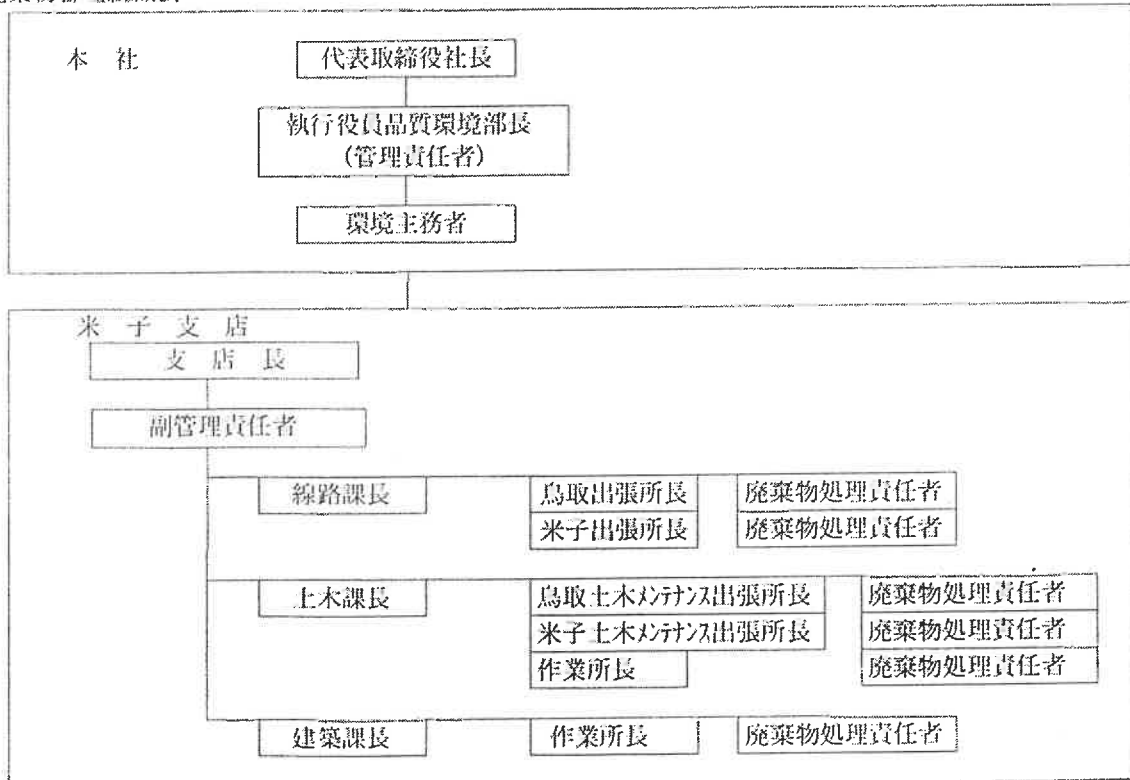 本 社
代表取締役社長
執行役員品質環境部長
(管理責任者)
環境主務者
米 子 支 店
支 店 長
副管理責任者
線路課長 鳥取出張所長 廃棄物処理責任者
米子出張所長 廃棄物処理責任者
土木課長 鳥取土木メンテナンス出張所長 廃棄物処理責任者
米子土木メンテナンス出張所長 廃棄物処理責任者
作業所長 廃棄物処理責任者
建築課長 作業所長 廃棄物処理責任者